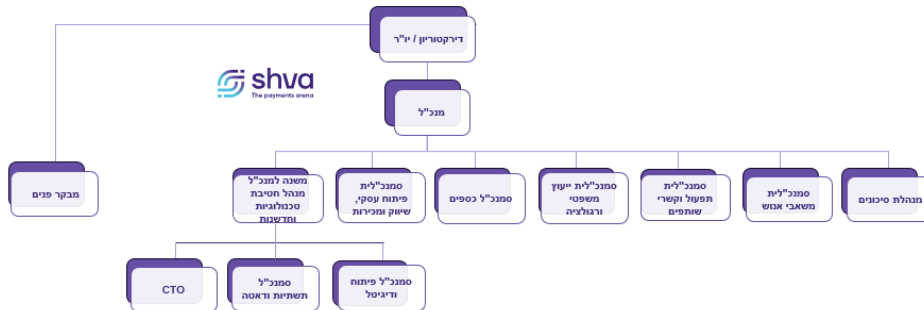 דירקטוריון / יו"ר
shva
The payments arena
מנכ"ל
מבקר פנים
משנה למנכ"ל
מנהל חטיבת
טכנולוגיות
וחדשנות
סמנכ"לית
פיתוח עסקי,
שיווק ומכירות
סמנכ"ל כספים
סמנכ"לית ייעוץ
משפטי
ורגולציה
סמנכ"לית
תפעול וקשרי
שותפים
סמנכ"לית
משאבי אנוש
מנהלת סיכונים
CTO
סמנכ"ל
תשתיות ודאטה
סמנכ"ל פיתוח
ודיגיטל